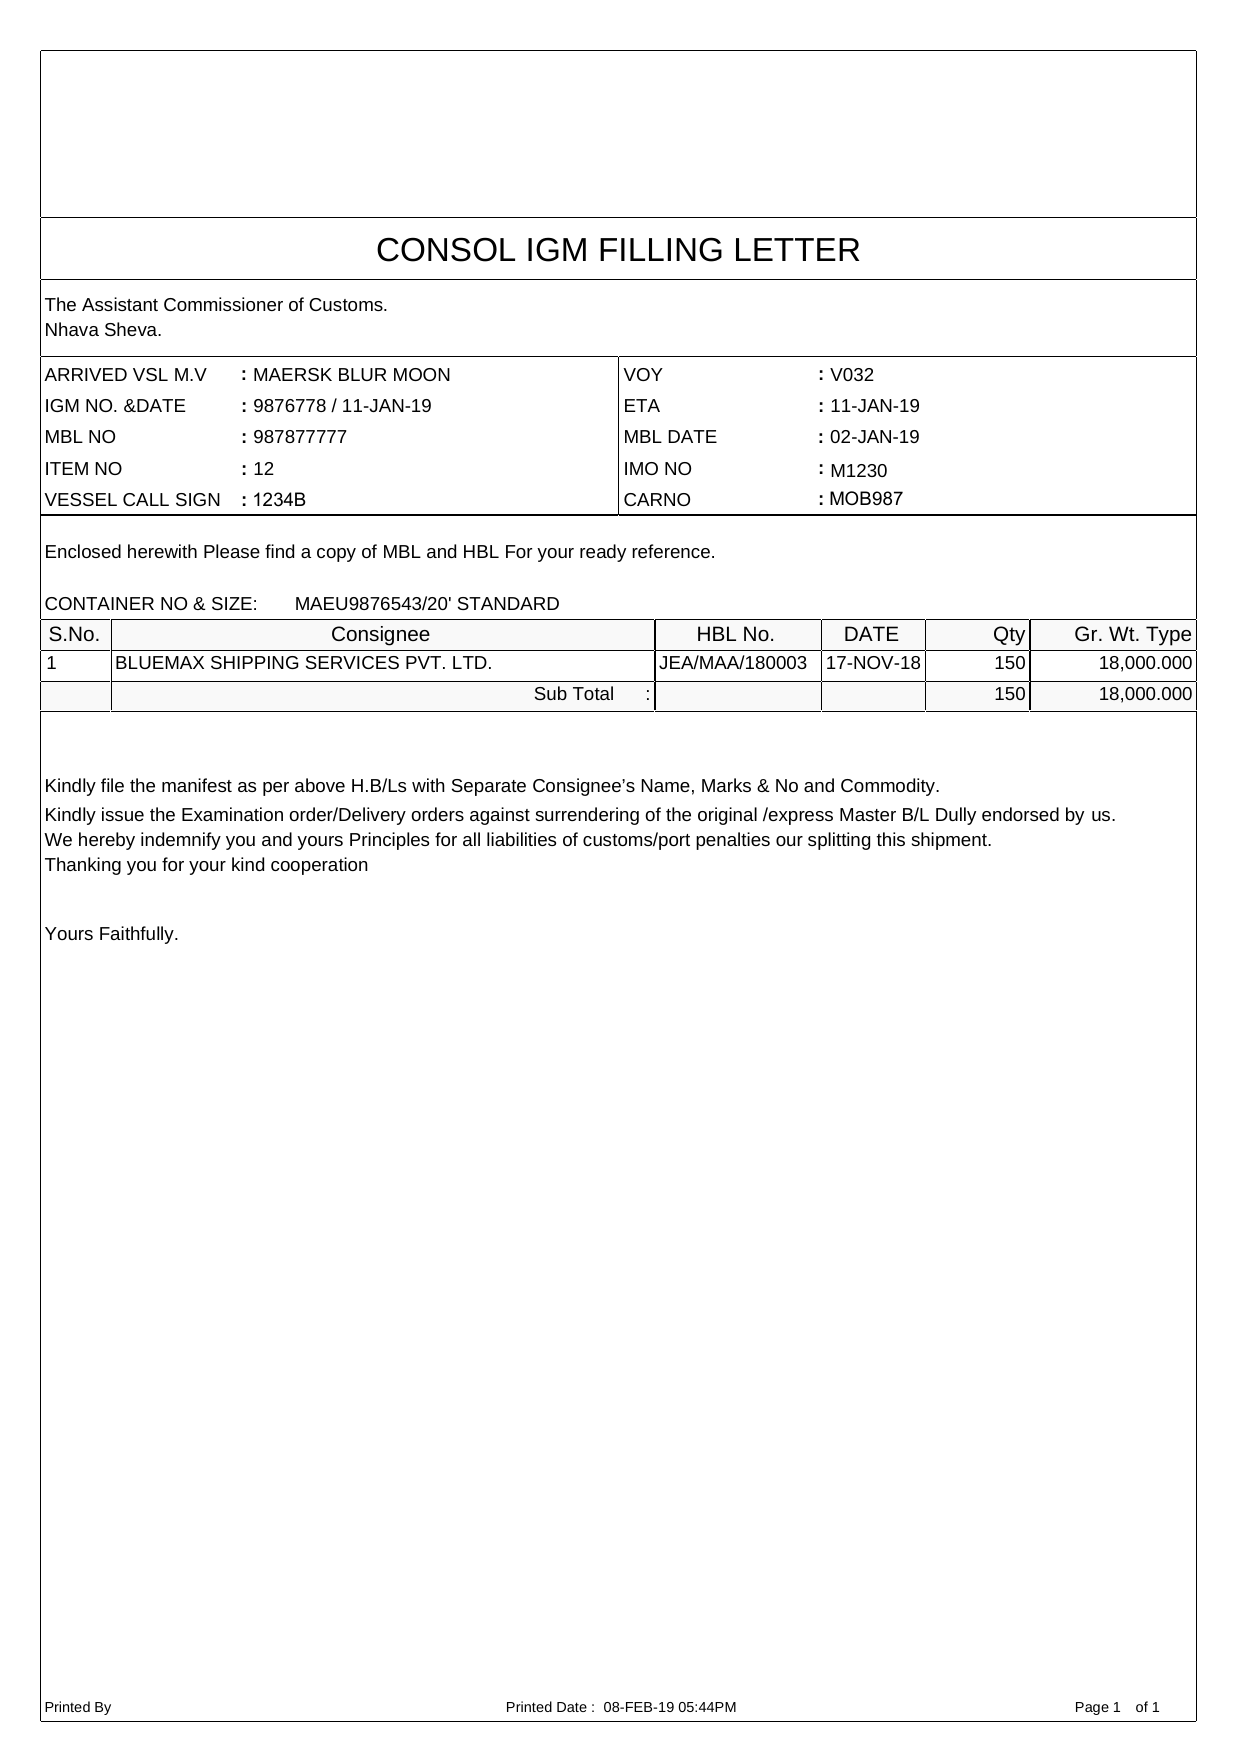 CONSOL IGM FILLING LETTER
The Assistant Commissioner of Customs.
Nhava Sheva.
ARRIVED VSL M.V : MAERSK BLUR MOON VOY : V032
IGM NO. &DATE : 9876778 / 11-JAN-19 ETA : 11-JAN-19
MBL NO : 987877777 MBL DATE : 02-JAN-19
ITEM NO : 12 IMO NO : M1230
VESSEL CALL SIGN : 1234B CARNO : MOB987
Enclosed herewith Please find a copy of MBL and HBL For your ready reference.
CONTAINER NO & SIZE: MAEU9876543/20' STANDARD
S.No. Consignee HBL No. DATE Qty Gr. Wt. Type
1 BLUEMAX SHIPPING SERVICES PVT. LTD. JEA/MAA/180003 17-NOV-18 150 18,000.000
Sub Total : 150 18,000.000
Kindly file the manifest as per above H.B/Ls with Separate Consignee’s Name, Marks & No and Commodity.
Kindly issue the Examination order/Delivery orders against surrendering of the original /express Master B/L Dully endorsed by us.
We hereby indemnify you and yours Principles for all liabilities of customs/port penalties our splitting this shipment.
Thanking you for your kind cooperation
Yours Faithfully.
Printed By Printed Date : 08-FEB-19 05:44PM Page 1 of 1